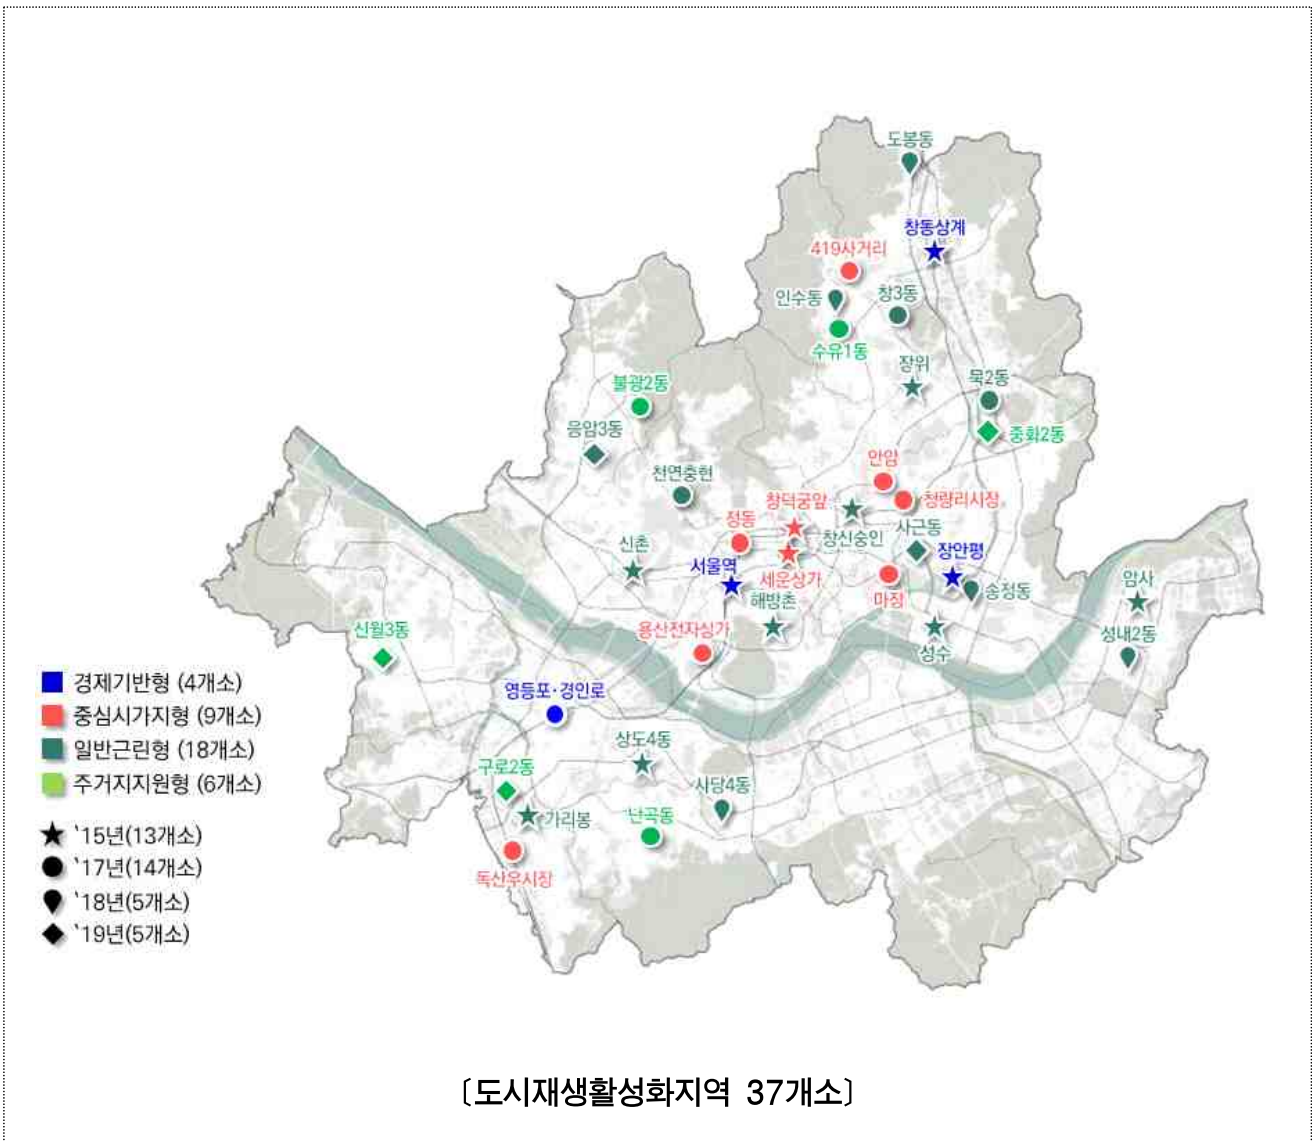 도봉동
창동상계
419사거리
인수동
창3동
수유1동
장위
불광2동
묵2동
응암3동
중화2동
천연충현
안암
창덕궁앞
청량리시장
정동
창신숭인
사근동
신촌
서울역
세운상가
장안평
마장
송정동
암사
해방촌
용산전자상가
성수
성내2동
신월3동
영등포·경인로
상도4동
구로2동
사당4동
가리봉
난곡동
독산우시장
경제기반형 (4개소)
중심시가지형 (9개소)
일반근린형 (18개소)
주거지지원형 (6개소)
`15년(13개소)
`17년(14개소)
`18년(5개소)
`19년(5개소)
〔도시재생활성화지역 37개소〕